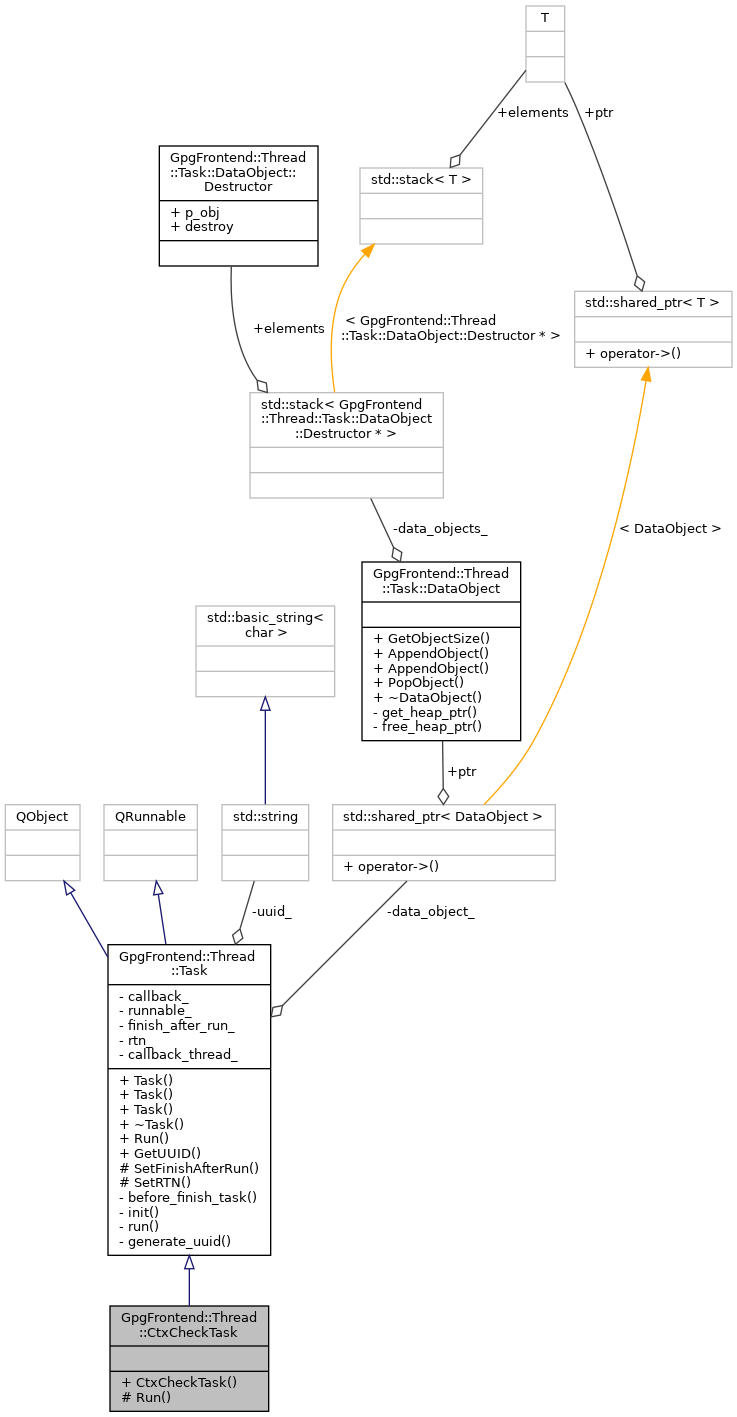 T
+elements
+ptr
GpgFrontend::Thread
::Task::DataObject::
Destructor
+ p_obj
+ destroy
std::stack< T >
std::shared_ptr< T >
+ operator->()
+elements
< GpgFrontend::Thread
::Task::DataObject::Destructor * >
std::stack< GpgFrontend
::Thread::Task::DataObject
::Destructor * >
-data_objects_
< DataObject >
GpgFrontend::Thread
::Task::DataObject
+ GetObjectSize()
+ AppendObject()
+ AppendObject()
+ PopObject()
+ ~DataObject()
- get_heap_ptr()
- free_heap_ptr()
std::basic_string<
char >
+ptr
QObject
QRunnable
std::string
std::shared_ptr< DataObject >
+ operator->()
-uuid_
-data_object_
GpgFrontend::Thread
::Task
- callback_
- runnable_
- finish_after_run_
- rtn_
- callback_thread_
+ Task()
+ Task()
+ Task()
+ ~Task()
+ Run()
+ GetUUID()
# SetFinishAfterRun()
# SetRTN()
- before_finish_task()
- init()
- run()
- generate_uuid()
GpgFrontend::Thread
::CtxCheckTask
+ CtxCheckTask()
# Run()